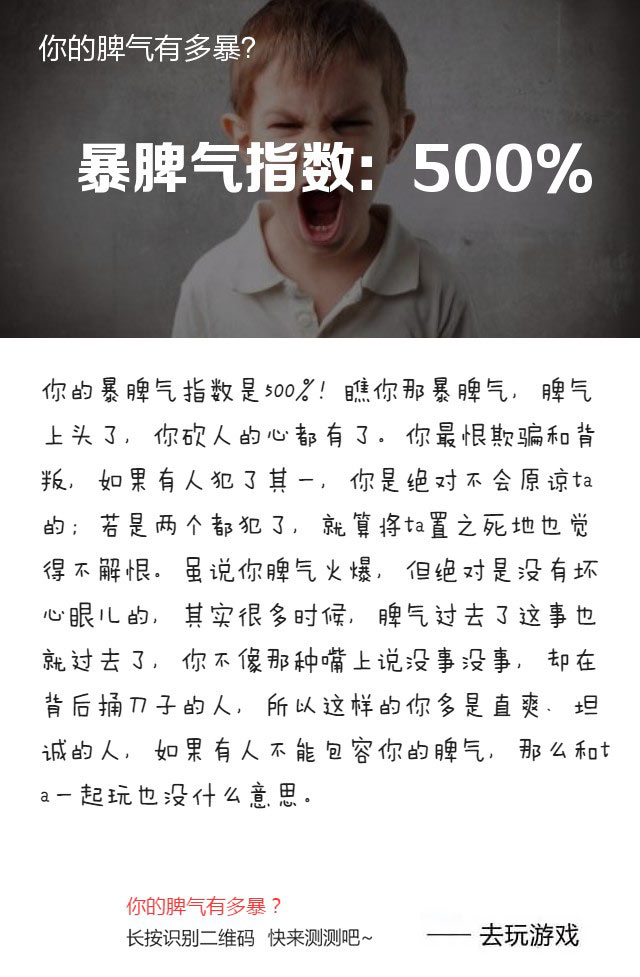 你的脾气有多暴?
暴脾气指数: 500%
你的暴脾气指数是500%！瞧你那暴脾气，脾气
上头了，你砍人的心都有了。你最恨欺骗和背
叛，如果有人犯了其一，你是绝对不会原谅ta
的；若是两个都犯了，就算将ta置之死地也觉
得不解恨。虽说你脾气火爆，但绝对是没有坏
心眼儿的，其实很多时候，脾气过去了这事也
就过去了，你不像那种嘴上说没事没事，却在
背后捅刀子的人，所以这样的你多是直爽、坦
诚的人，如果有人不能包容你的脾气，那么和t
a一起玩也没什么意思。
你的脾气有多暴？
长按识别二维码 快来测测吧~
—— 去玩游戏